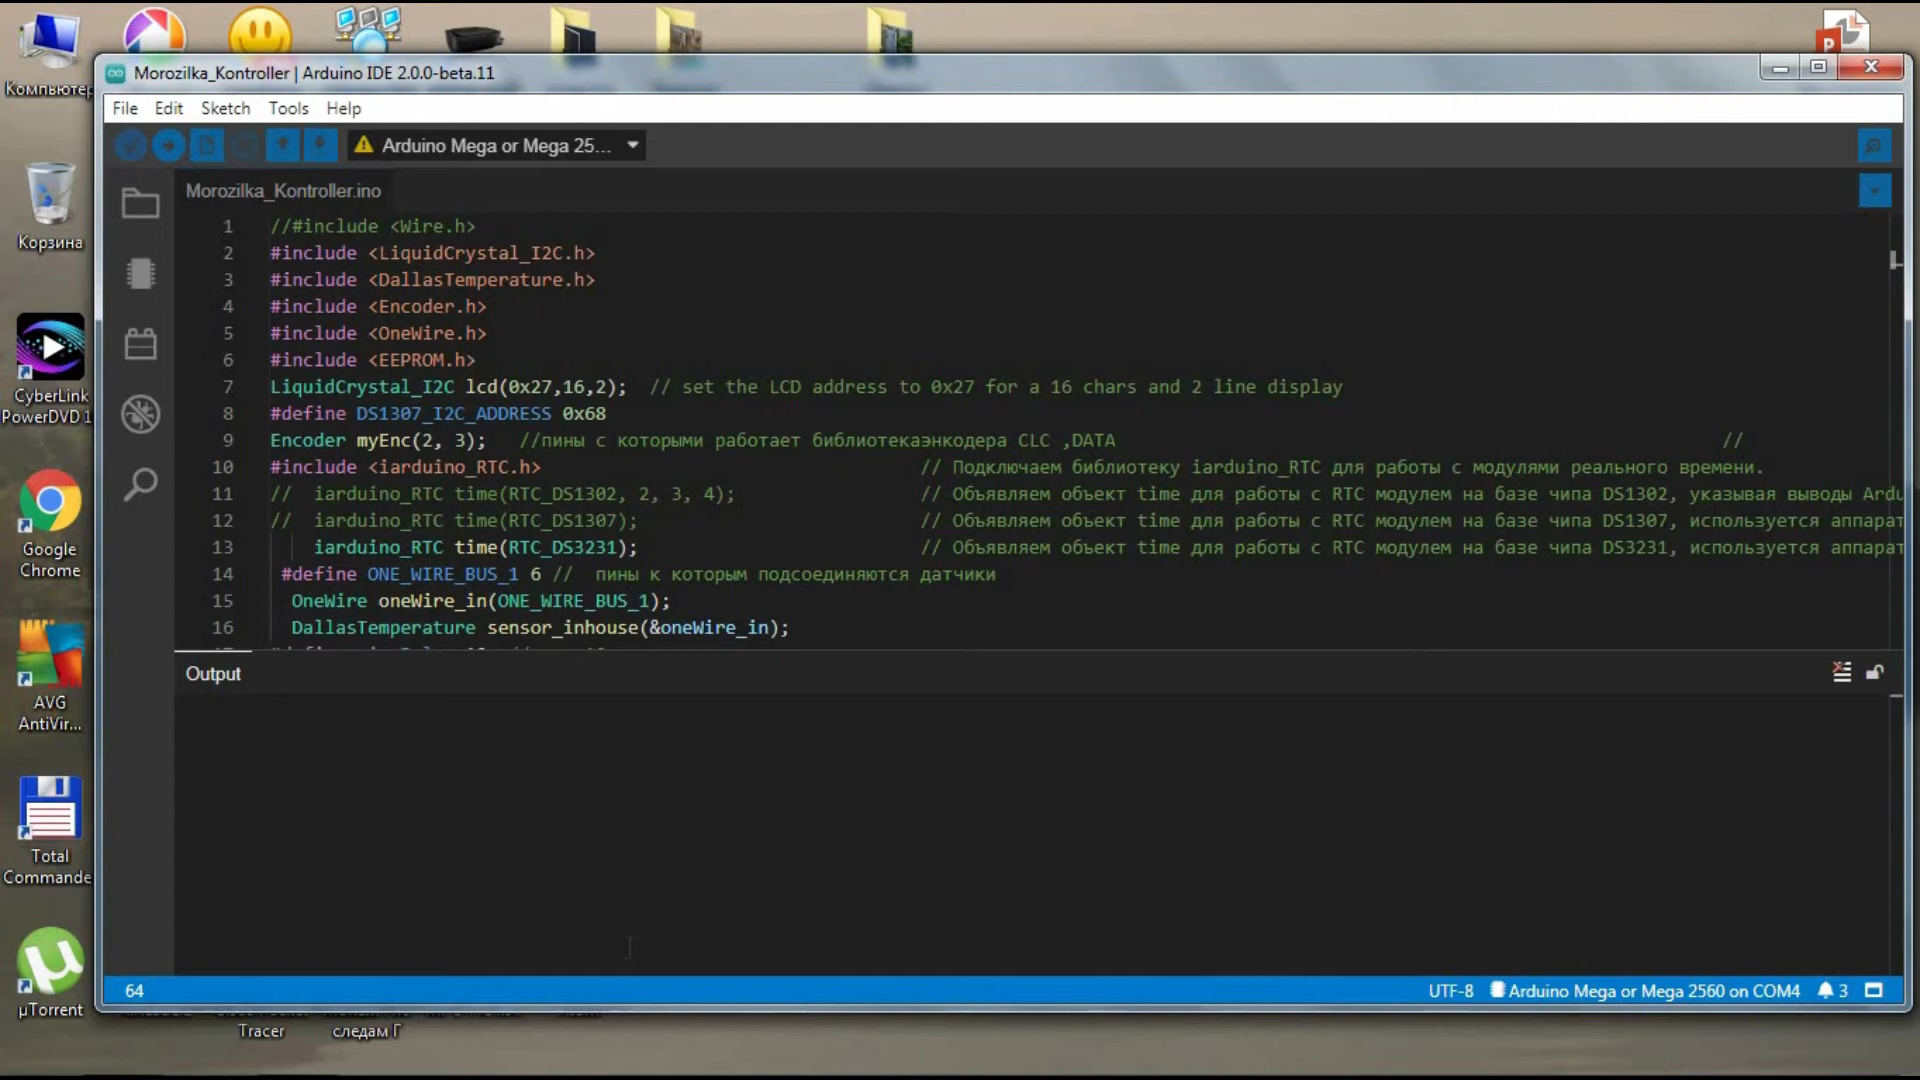 Компьютер
Корзина
CyberLink
PowerDVD 1
Google
Chrome
AVG
AntiVir...
Total
Commande
µTorrent
Tracer
следам Г
Morozilka_Kontroller | Arduino IDE 2.0.0-beta.11
File Edit Sketch Tools Help
Arduino Mega or Mega 25...
Morozilka_Kontroller.ino
1 //#include <Wire.h>
2 #include <LiquidCrystal_I2C.h>
3 #include <DallasTemperature.h>
4 #include <Encoder.h>
5 #include <OneWire.h>
6 #include <EEPROM.h>
7 LiquidCrystal_I2C lcd(0x27,16,2); // set the LCD address to 0x27 for a 16 chars and 2 line display
8 #define DS1307_I2C_ADDRESS 0x68
9 Encoder myEnc(2, 3); //пины с которыми работает библиотекаэнкодера CLC ,DATA //
10 #include <iarduino_RTC.h> // Подключаем библиотеку iarduino_RTC для работы с модулями реального времени.
11 // iarduino_RTC time(RTC_DS1302, 2, 3, 4); // Объявляем объект time для работы с RTC модулем на базе чипа DS1302, указывая выводы Ardu
12 // iarduino_RTC time(RTC_DS1307); // Объявляем объект time для работы с RTC модулем на базе чипа DS1307, используется аппарат
13 iarduino_RTC time(RTC_DS3231); // Объявляем объект time для работы с RTC модулем на базе чипа DS3231, используется аппарат
14 #define ONE_WIRE_BUS_1 6 // пины к которым подсоединяются датчики
15 OneWire oneWire_in(ONE_WIRE_BUS_1);
16 DallasTemperature sensor_inhouse(&oneWire_in);
Output
64 UTF-8 Arduino Mega or Mega 2560 on COM4 3